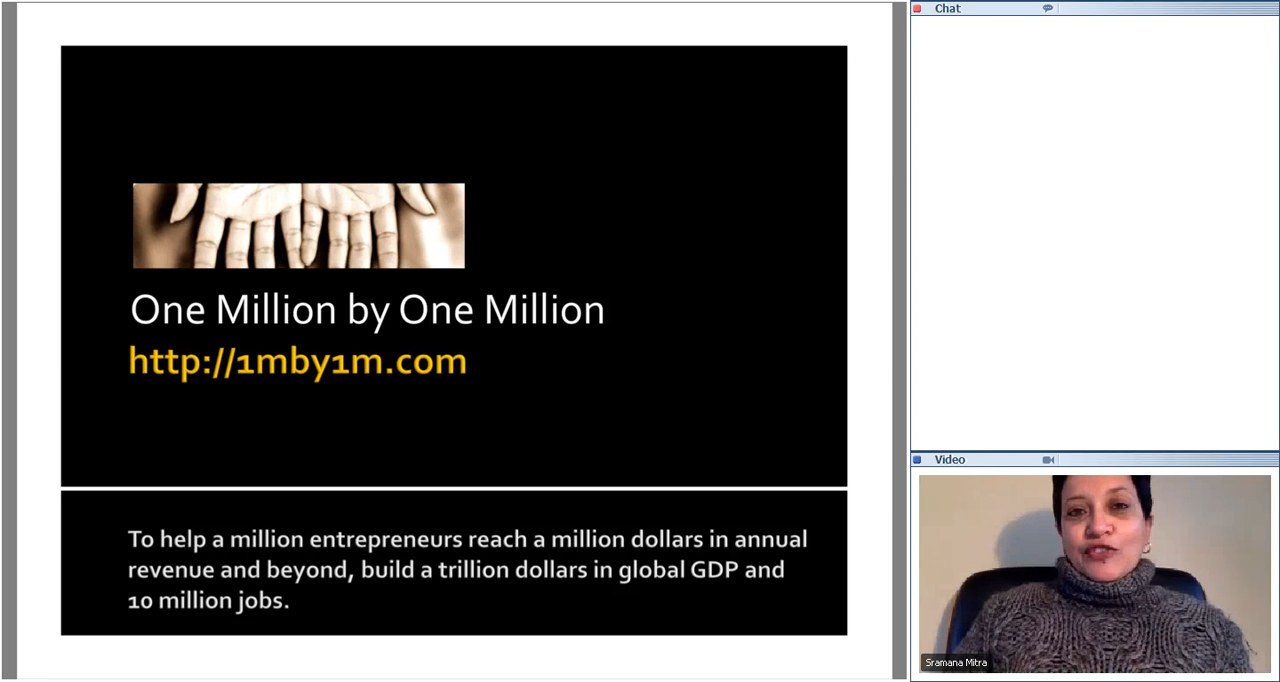 One Million by One Million
http://1mby1m.com
To help a million entrepreneurs reach a million dollars in annual
revenue and beyond, build a trillion dollars in global GDP and
10 million jobs.
Chat
Video
Sramana Mitra